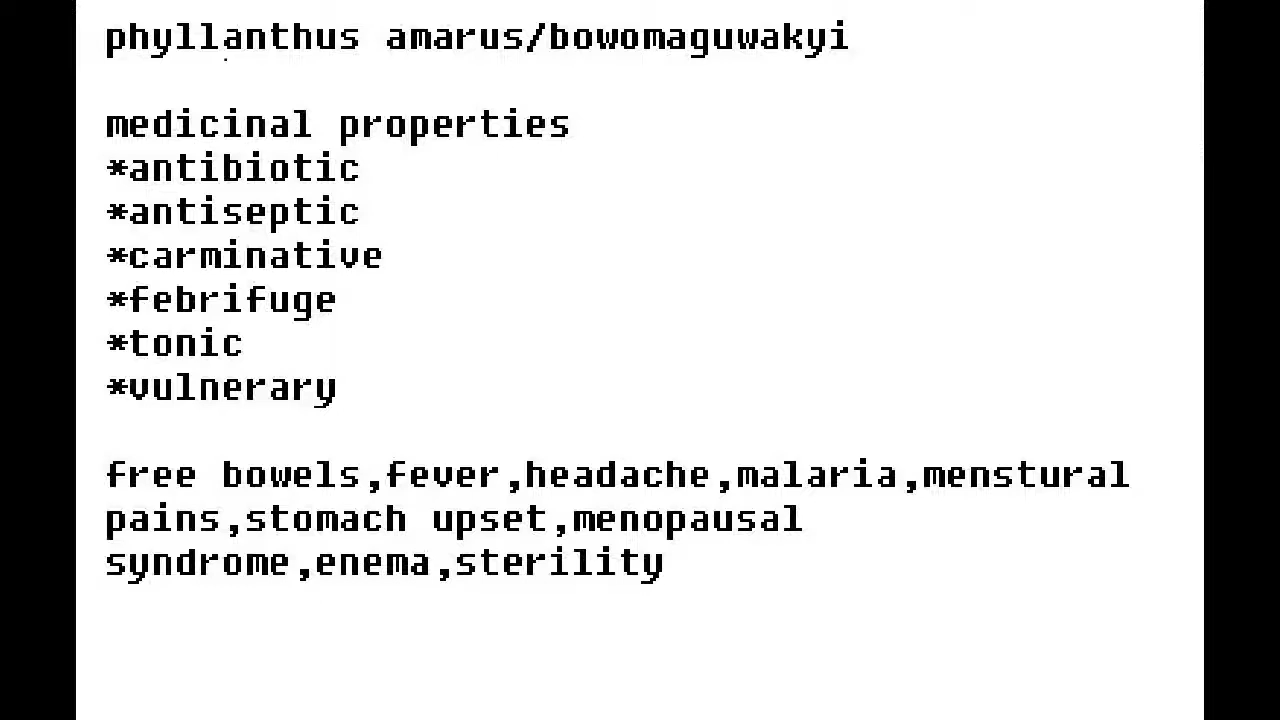 phyllanthus amarus/bowomaguwakyi
medicinal properties
*antibiotic
*antiseptic
*carminative
*febrifuge
*tonic
*vulnerary
free bowels,fever,headache,malaria,menstural
pains,stomach upset,menopausal
syndrome,enema,sterility